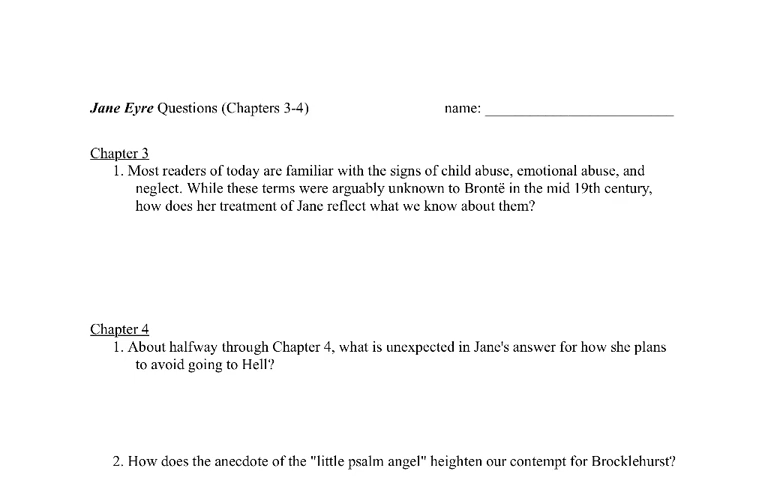 Jane Eyre Questions (Chapters 3-4) name: _________________________
Chapter 3
1. Most readers of today are familiar with the signs of child abuse, emotional abuse, and
neglect. While these terms were arguably unknown to Brontë in the mid 19th century,
how does her treatment of Jane reflect what we know about them?
Chapter 4
1. About halfway through Chapter 4, what is unexpected in Jane's answer for how she plans
to avoid going to Hell?
2. How does the anecdote of the "little psalm angel" heighten our contempt for Brocklehurst?